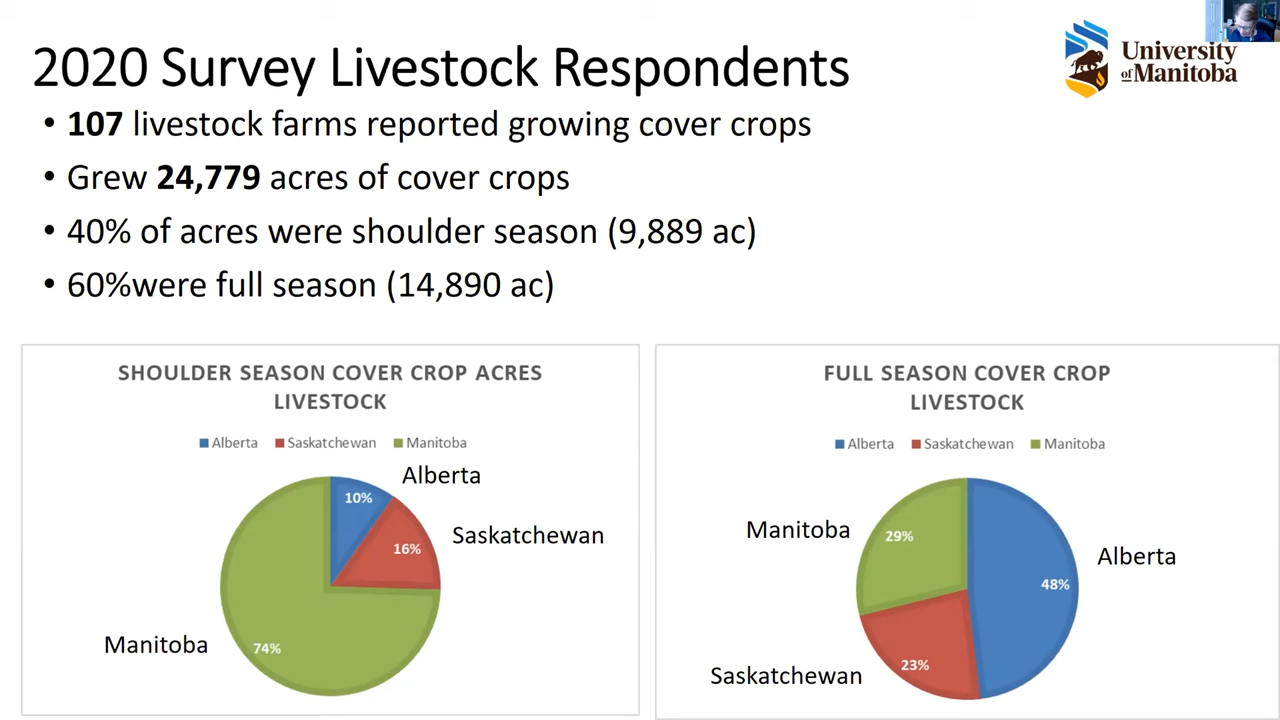 2020 Survey Livestock Respondents
University
of Manitoba
• 107 livestock farms reported growing cover crops
• Grew 24,779 acres of cover crops
• 40% of acres were shoulder season (9,889 ac)
• 60%were full season (14,890 ac)
SHOULDER SEASON COVER CROP ACRES
LIVESTOCK
Alberta Saskatchewan Manitoba
Alberta
10%
Saskatchewan
16%
Manitoba
74%
FULL SEASON COVER CROP
LIVESTOCK
Alberta Saskatchewan Manitoba
Manitoba
29%
Alberta
48%
Saskatchewan
23%